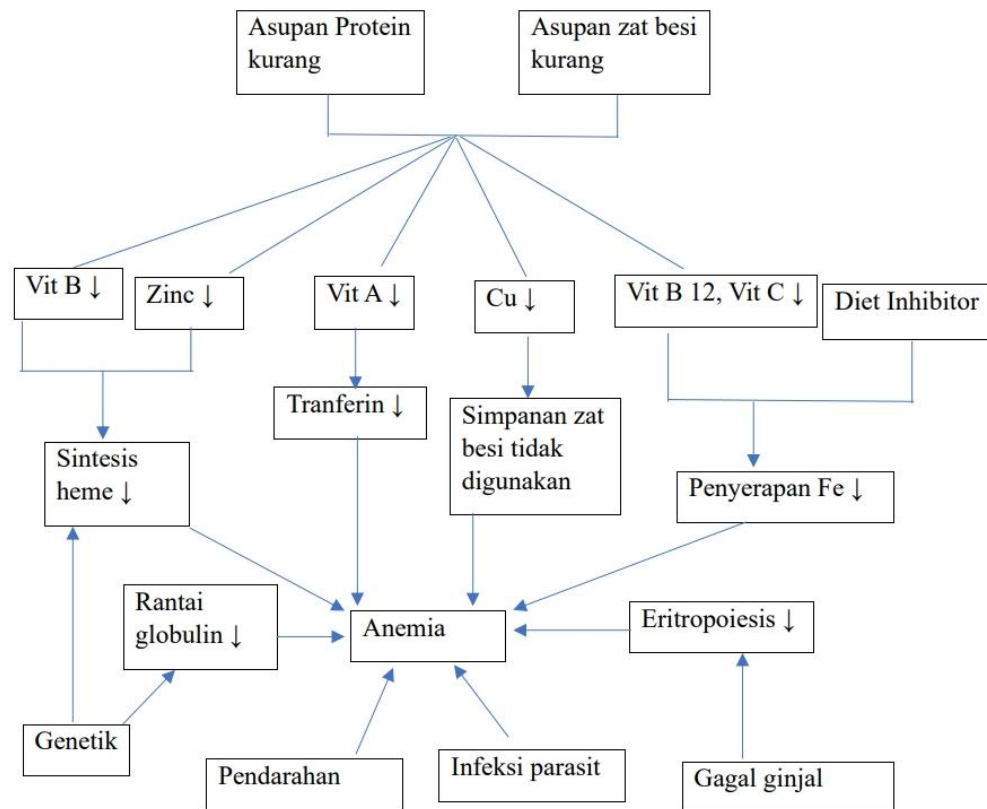 Asupan Protein
kurang
Asupan zat besi
kurang
Vit B ↓
Zinc ↓
Vit A ↓
Cu ↓
Vit B 12, Vit C ↓
Diet Inhibitor
Tranferin ↓
Simpanan zat
besi tidak
digunakan
Sintesis
heme ↓
Penyerapan Fe ↓
Rantai
globulin ↓
Anemia
Eritropoiesis ↓
Genetik
Pendarahan
Infeksi parasit
Gagal ginjal